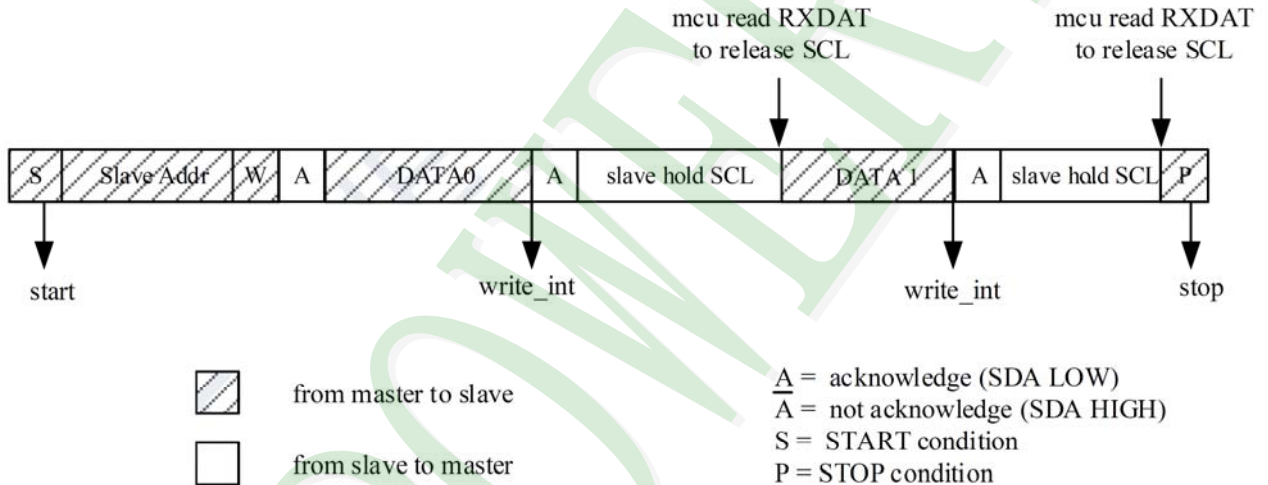 mcu read RXDAT
to release SCL
mcu read RXDAT
to release SCL
S Slave Addr W A DATA0 A slave hold SCL DATA 1 A slave hold SCL P
start
write_int
write_int
stop
from master to slave
from slave to master
A = acknowledge (SDA LOW)
A = not acknowledge (SDA HIGH)
S = START condition
P = STOP condition